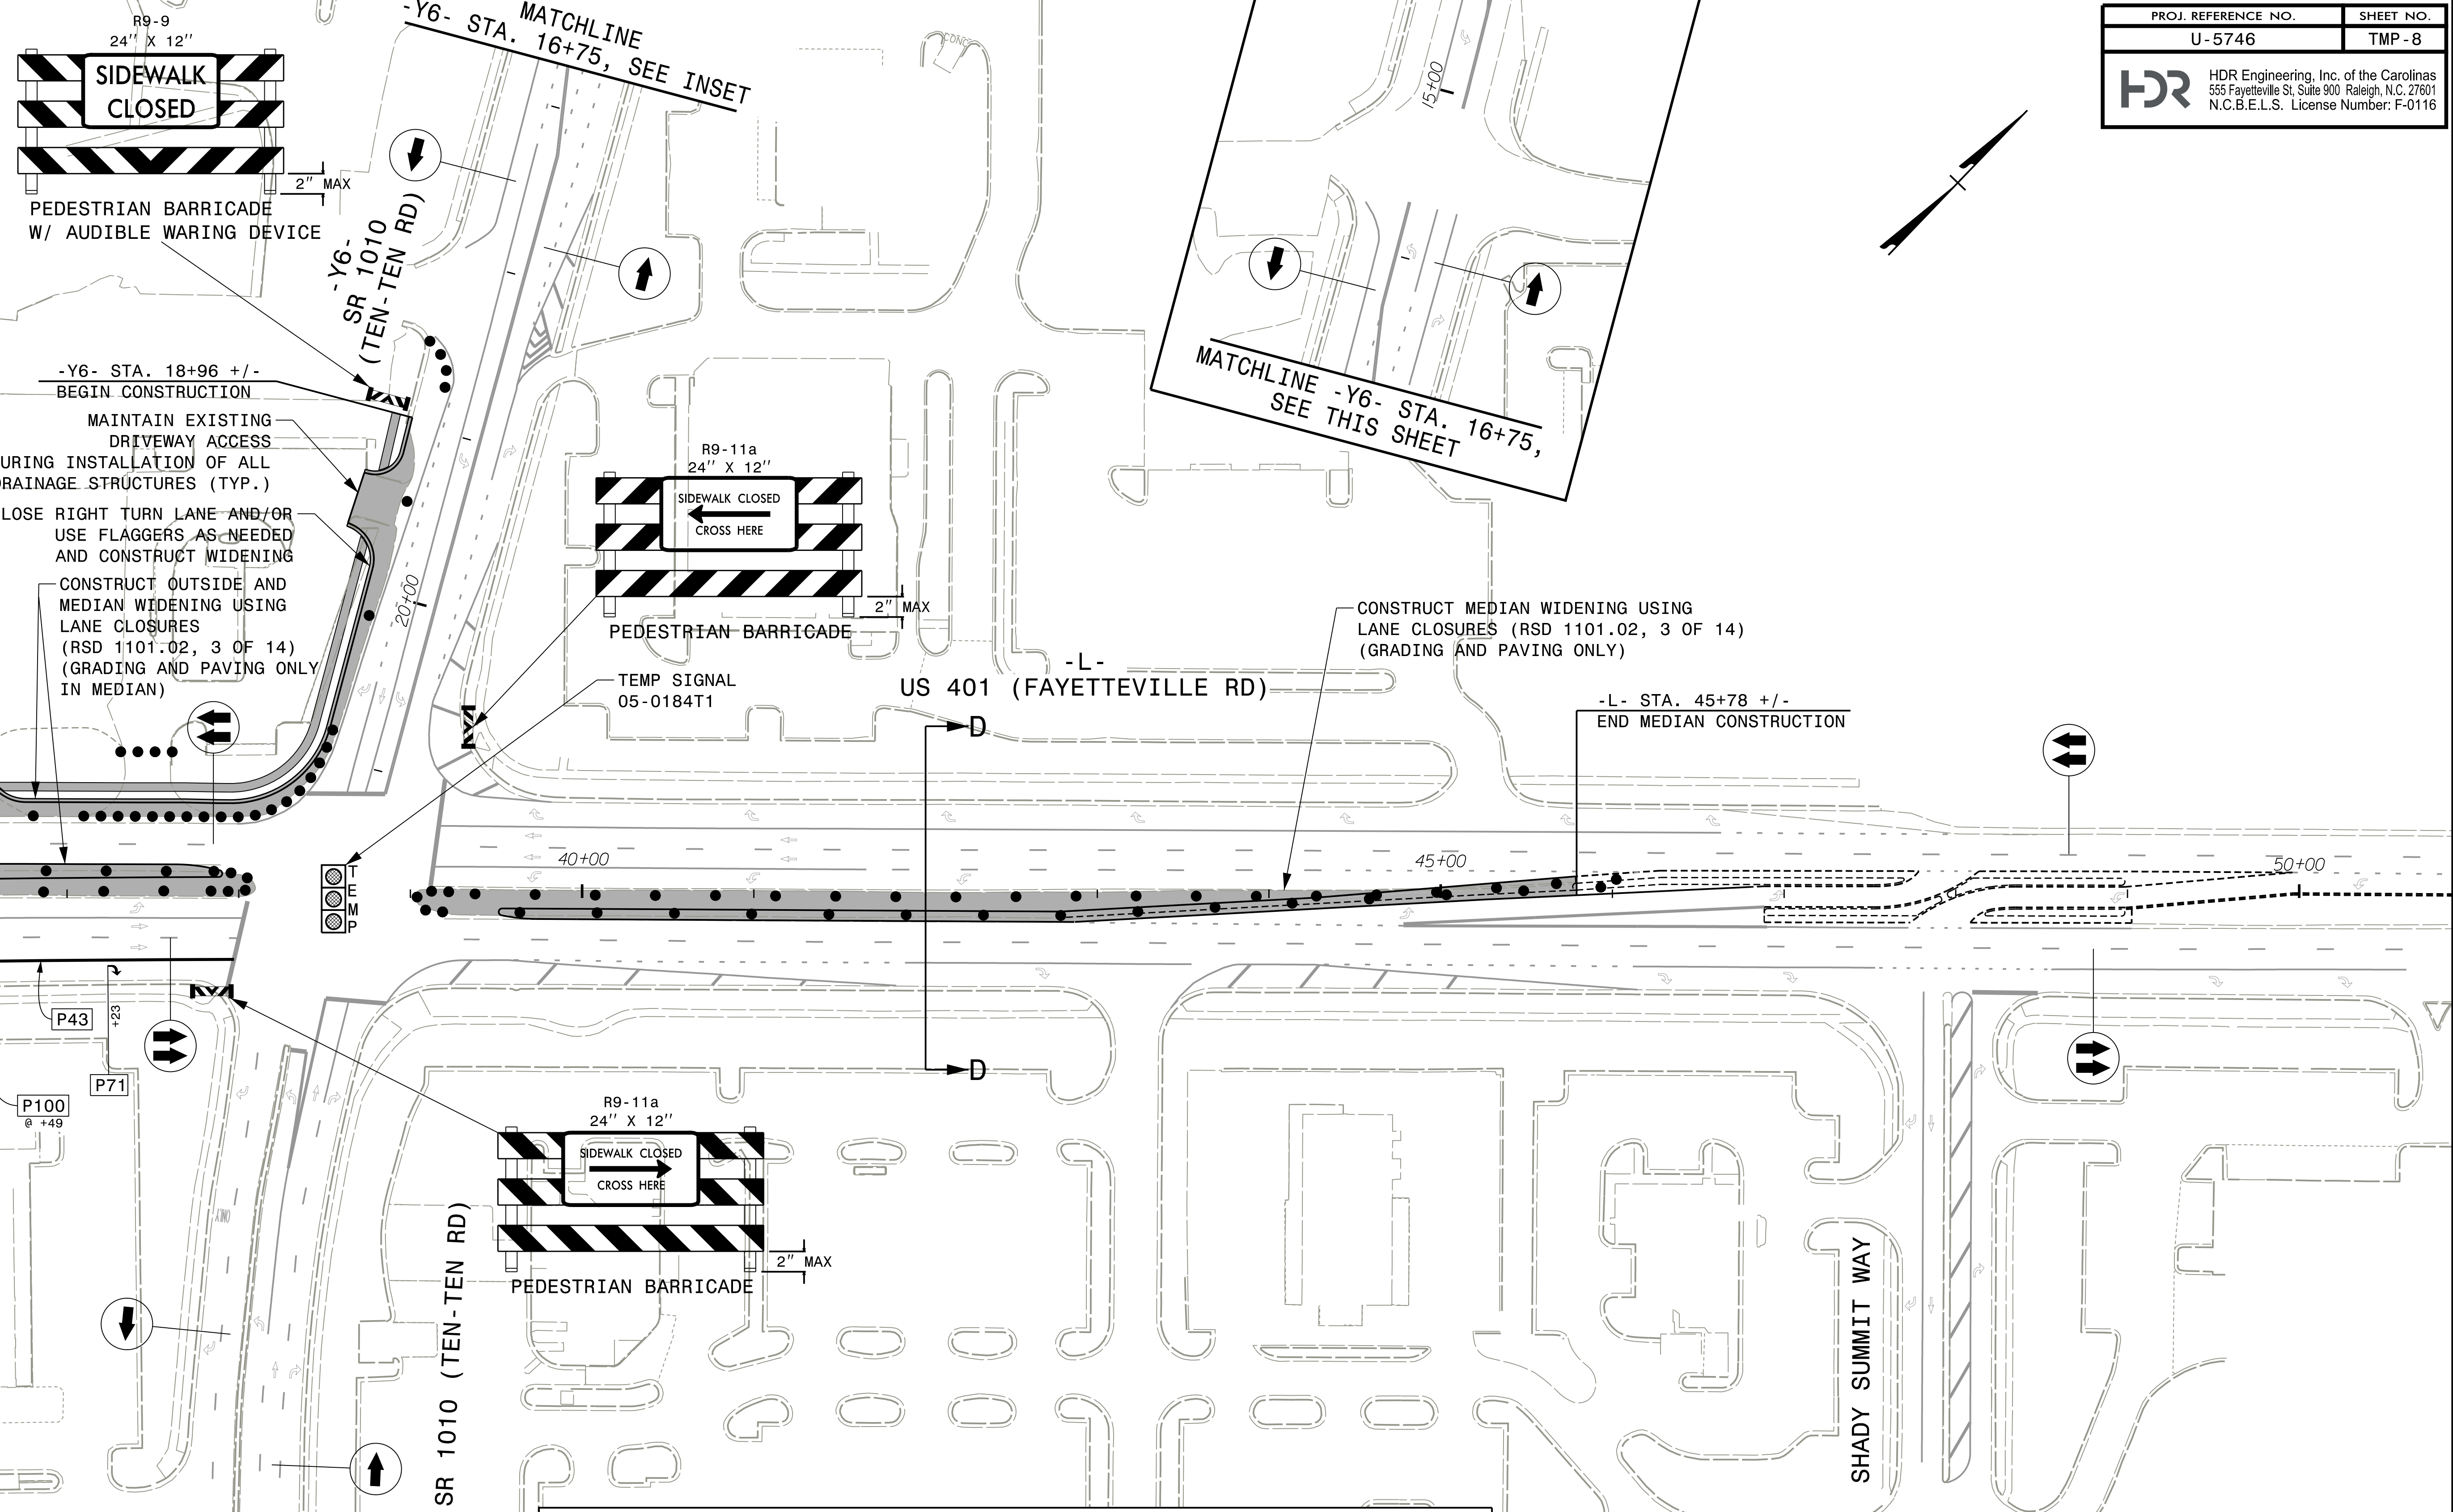 PROJ. REFERENCE NO.
SHEET NO.
U-5746
TMP-8
HDR
HDR Engineering, Inc. of the Carolinas
555 Fayetteville St, Suite 900 Raleigh, N.C. 27601
N.C.B.E.L.S. License Number: F-0116
R9-9
24" X 12"
SIDEWALK
CLOSED
2" MAX
PEDESTRIAN BARRICADE
W/ AUDIBLE WARING DEVICE
MATCHLINE
-Y6- STA. 16+75, SEE INSET
CONC
15+00
MATCHLINE -Y6- STA. 16+75,
SEE THIS SHEET
-Y6-
SR 1010
(TEN-TEN RD)
-Y6- STA. 18+96 +/-
BEGIN CONSTRUCTION
MAINTAIN EXISTING
DRIVEWAY ACCESS
URING INSTALLATION OF ALL
RAINAGE STRUCTURES (TYP.)
LOSE RIGHT TURN LANE AND/OR
USE FLAGGERS AS NEEDED
AND CONSTRUCT WIDENING
CONSTRUCT OUTSIDE AND
MEDIAN WIDENING USING
LANE CLOSURES
(RSD 1101.02, 3 OF 14)
(GRADING AND PAVING ONLY
IN MEDIAN)
20+00
R9-11a
24" X 12"
SIDEWALK CLOSED
CROSS HERE
2" MAX
PEDESTRIAN BARRICADE
TEMP SIGNAL
05-0184T1
-L-
US 401 (FAYETTEVILLE RD)
CONSTRUCT MEDIAN WIDENING USING
LANE CLOSURES (RSD 1101.02, 3 OF 14)
(GRADING AND PAVING ONLY)
-L- STA. 45+78 +/-
END MEDIAN CONSTRUCTION
D
40+00
45+00
50+00
TEMP
D
P43
+23
P71
P100
@ +49
R9-11a
24" X 12"
SIDEWALK CLOSED
CROSS HERE
2" MAX
PEDESTRIAN BARRICADE
ONLY
SR 1010 (TEN-TEN RD)
SHADY SUMMIT WAY